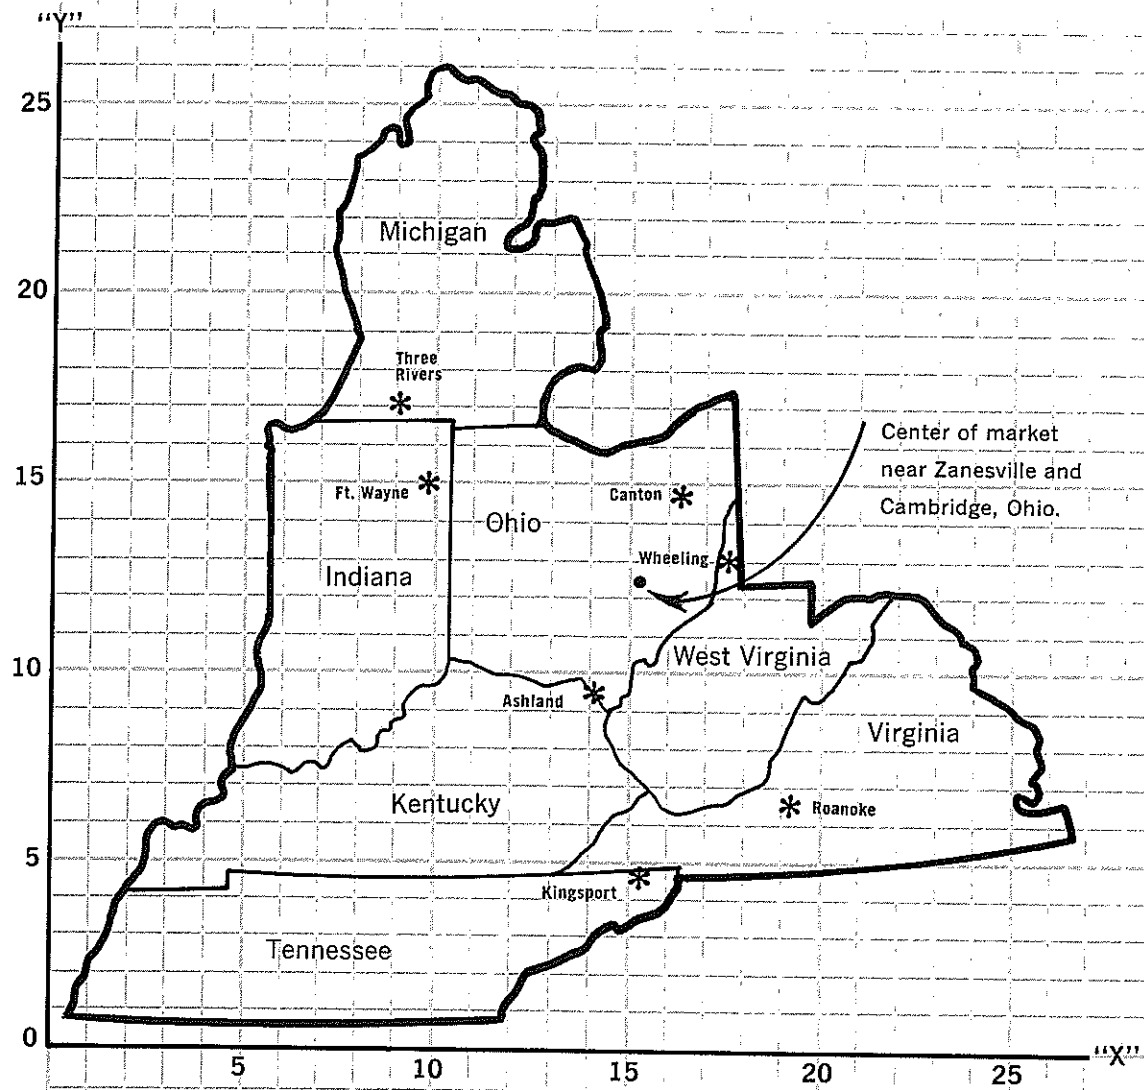 “Y”
25
Michigan
20
Three
Rivers
Center of market
near Zanesville and
Cambridge, Ohio.
15
Ft. Wayne
Canton
Ohio
Wheeling
Indiana
10
West Virginia
Ashland
Virginia
Kentucky
Roanoke
5
Kingsport
Tennessee
0
5
10
15
20
25
“X”